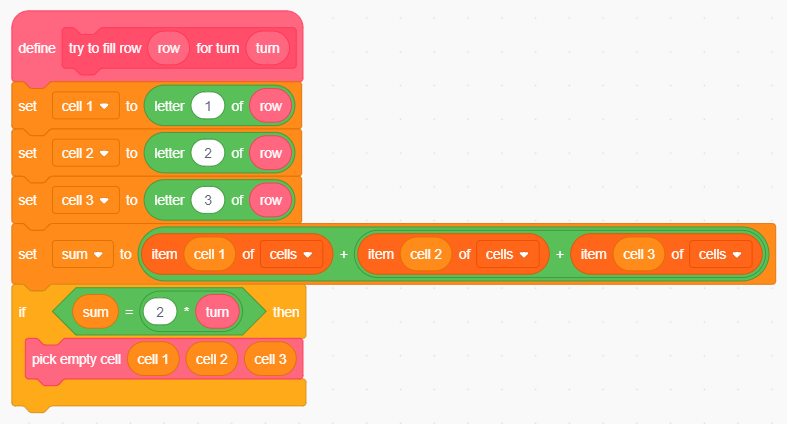 define try to fill row row for turn turn
set cell 1 to letter 1 of row
set cell 2 to letter 2 of row
set cell 3 to letter 3 of row
set sum to item cell 1 of cells + item cell 2 of cells + item cell 3 of cells
if sum = 2 * turn then
pick empty cell cell 1 cell 2 cell 3